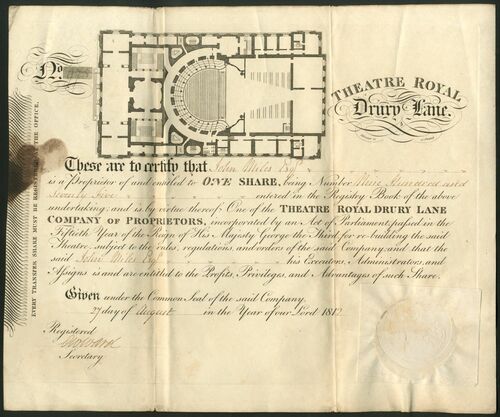 No.
THEATRE ROYAL
Drury Lane.
EVERY TRANSFER SHARE MUST BE REGISTERED THE OFFICE.
These are to certify that John Miles Esqr.
is a Proprietor of and entitled to ONE SHARE, being Number Nine Hundred and
Seventy Five entered in the Registry Book of the above
undertaking; and is by virtue thereof One of the THEATRE ROYAL DRURY LANE
COMPANY OF PROPRIETORS, incorporated by an Act of Parliament, passed in the
Fiftieth Year of the Reign of His Majesty George the Third for re-building the said
Theatre subject to the rules, regulations, and orders of the said Company; and that the
said John Miles Esqr. his Executors, Administrators, and
Assigns is and are entitled to the Profits, Privileges, and Advantages of such Share.
Given under the Common Seal of the said Company.
27 day of August in the Year of our Lord 1812
Registered
Secretary